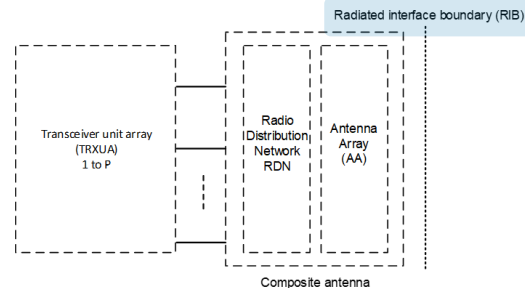 Radiated interface boundary (RIB)
Transceiver unit array
(TRXUA)
1 to P
Radio
Distribution
Network
RDN
Antenna
Array
(AA)
Composite antenna